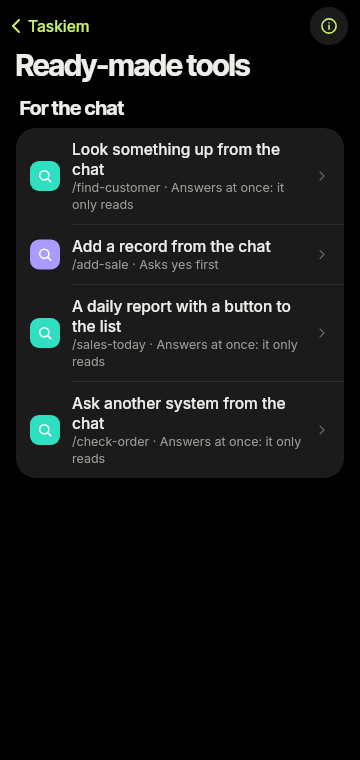 Taskiem
Ready-made tools
For the chat
Look something up from the
chat
/find-customer · Answers at once: it
only reads
Add a record from the chat
/add-sale · Asks yes first
A daily report with a button to
the list
/sales-today · Answers at once: it only
reads
Ask another system from the
chat
/check-order · Answers at once: it only
reads